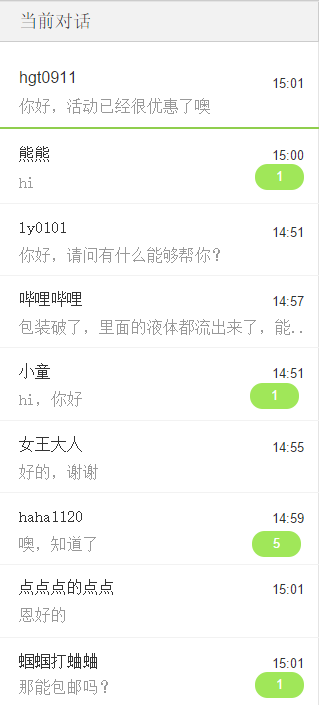 当前对话
hgt0911 15:01
你好，活动已经很优惠了噢
熊熊 15:00
hi 1
1y0101 14:51
你好，请问有什么能够帮你？
哔哩哔哩 14:57
包装破了，里面的液体都流出来了，能..
小童 14:51
hi，你好 1
女王大人 14:55
好的，谢谢
haha1120 14:59
噢，知道了 5
点点点的点点 15:01
恩好的
蝈蝈打蛐蛐 15:01
那能包邮吗？ 1